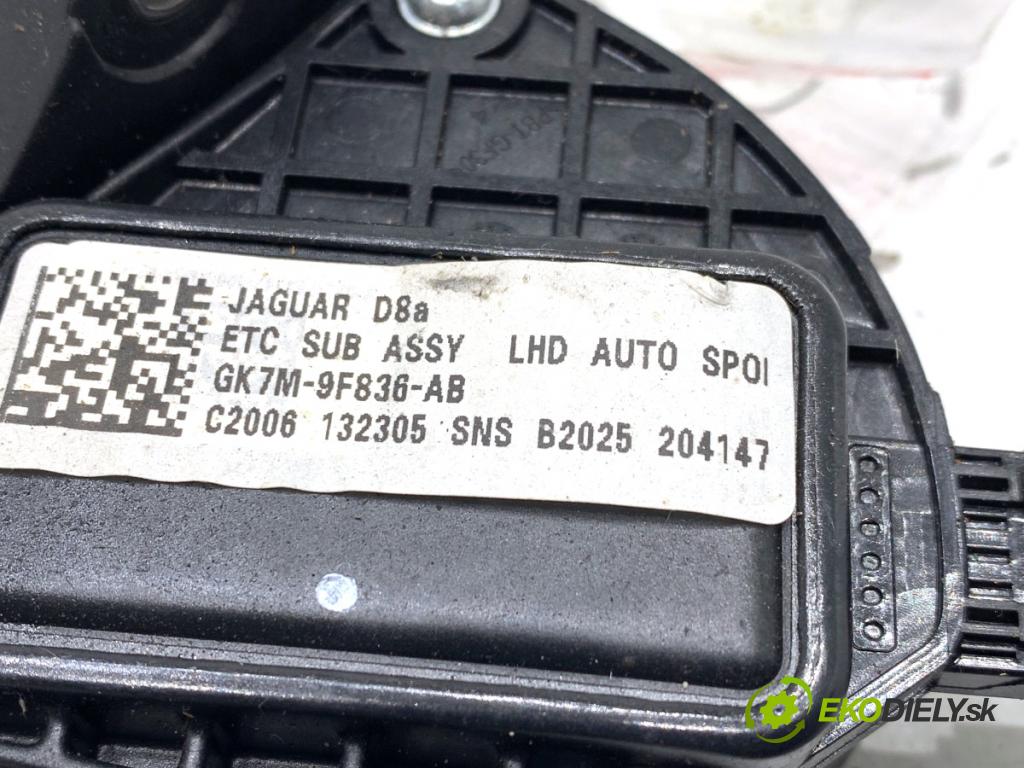 JAGUAR D8a
ETC SUB ASSY LHD AUTO SPOI
GK7M-9F836-AB
C2006 132305 SNS B2025 204147
EKODIELY.sk